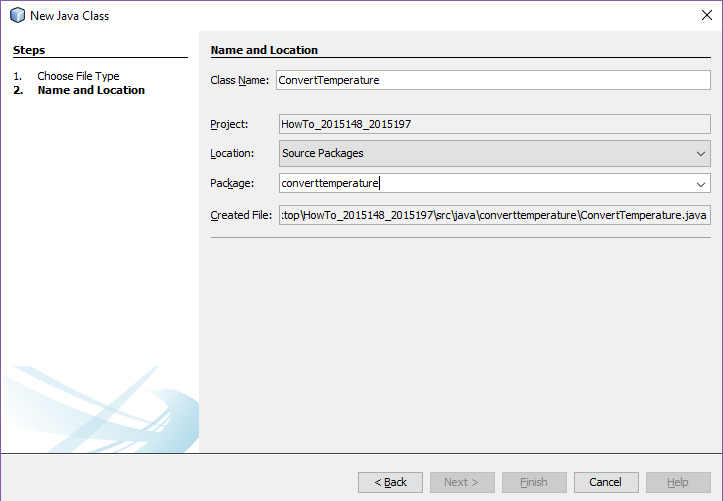 New Java Class
Steps
1. Choose File Type
2. Name and Location
Name and Location
Class Name: ConvertTemperature
Project: HowTo_2015148_2015197
Location: Source Packages
Package: converttemperature
Created File: :top\HowTo_2015148_2015197\src\java\converttemperature\ConvertTemperature.java
< Back Next > Finish Cancel Help